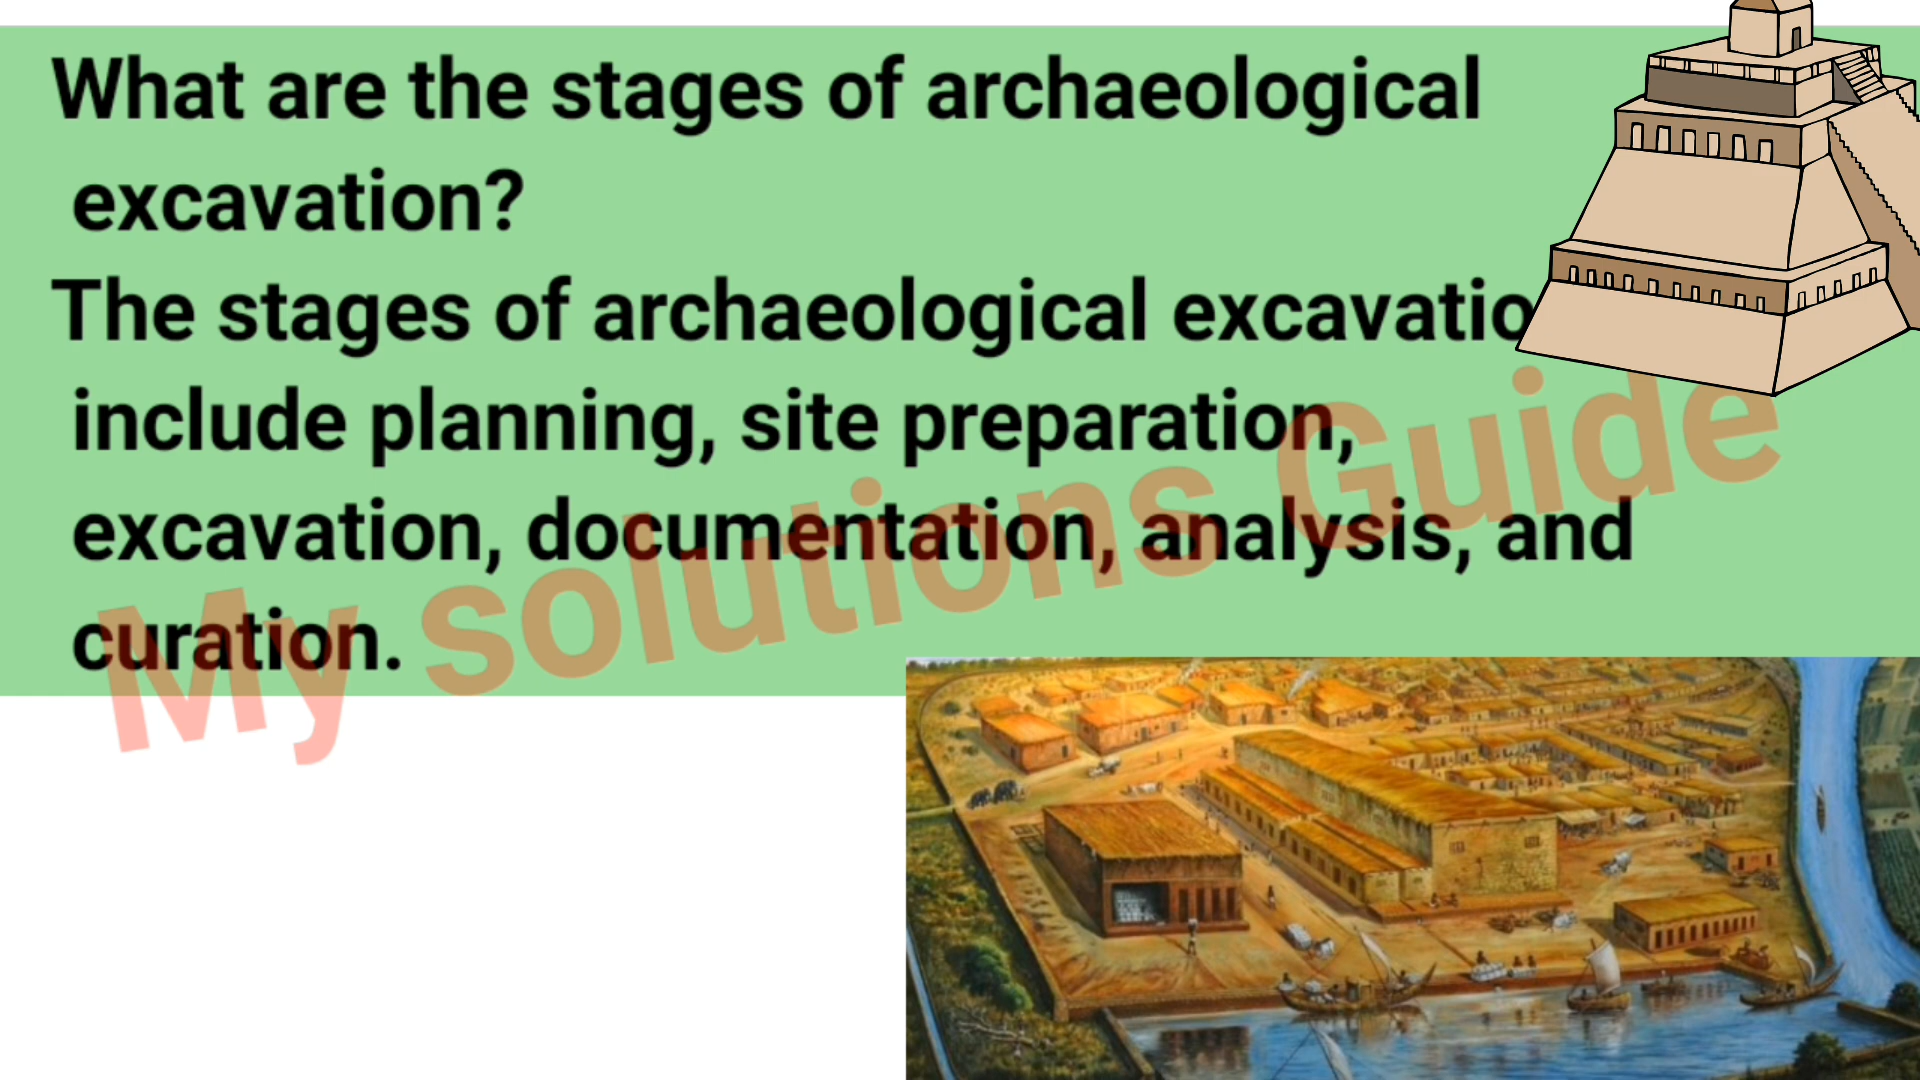 What are the stages of archaeological
excavation?
The stages of archaeological excavatio
include planning, site preparation,
excavation, documentation, analysis, and
curation.
My solutions Guide